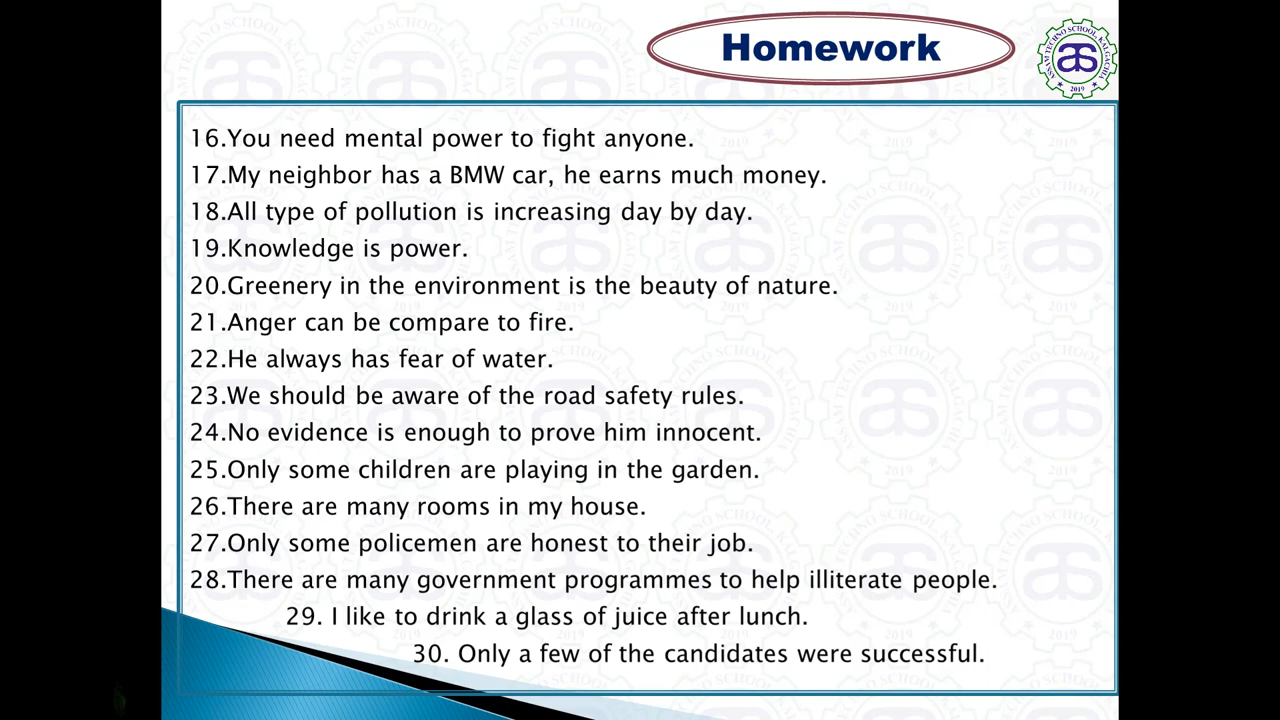 Homework
ASSAM TECHNO SCHOOL, KALGACHIA
2019
16.You need mental power to fight anyone.
17.My neighbor has a BMW car, he earns much money.
18.All type of pollution is increasing day by day.
19.Knowledge is power.
20.Greenery in the environment is the beauty of nature.
21.Anger can be compare to fire.
22.He always has fear of water.
23.We should be aware of the road safety rules.
24.No evidence is enough to prove him innocent.
25.Only some children are playing in the garden.
26.There are many rooms in my house.
27.Only some policemen are honest to their job.
28.There are many government programmes to help illiterate people.
29. I like to drink a glass of juice after lunch.
30. Only a few of the candidates were successful.